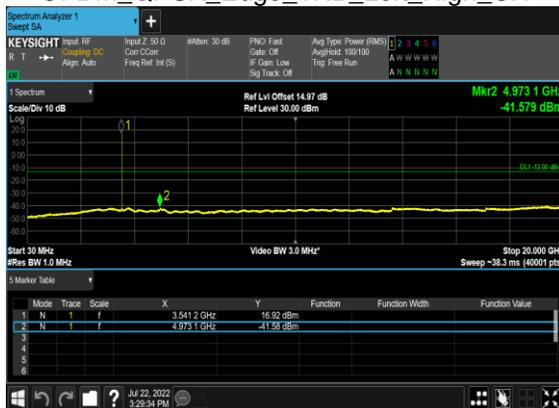 Spectrum Analyzer 1
Swept SA
KEYSIGHT Input: RF Input Z: 50 Ω #Atten: 30 dB PNO: Fast Avg Type: Power (RMS) 1 2 3 4 5 6
R T Coupling: DC Corr CCorr Gate: Off Avg|Hold: 100/100 A W W W W W
Align: Auto Freq Ref: Int (S) IF Gain: Low Trig: Free Run
Sig Track: Off A N N N N N
1 Spectrum Ref Lvl Offset 14.97 dB Mkr2 4.973 1 GHz
Scale/Div 10 dB Ref Level 30.00 dBm -41.579 dBm
Log
20.0
10.0
0.00
-10.0
DL1 -13.00 dBm
-20.0
-30.0
-40.0
-50.0
-60.0
1
2
Start 30 MHz Video BW 3.0 MHz* Stop 20.000 GHz
#Res BW 1.0 MHz Sweep ~38.3 ms (40001 pts)
5 Marker Table
Mode Trace Scale X Y Function Function Width Function Value
1 N 1 f 3.541 2 GHz 16.92 dBm
2 N 1 f 4.973 1 GHz -41.58 dBm
3
4
5
6
? Jul 22, 2022
3:29:34 PM